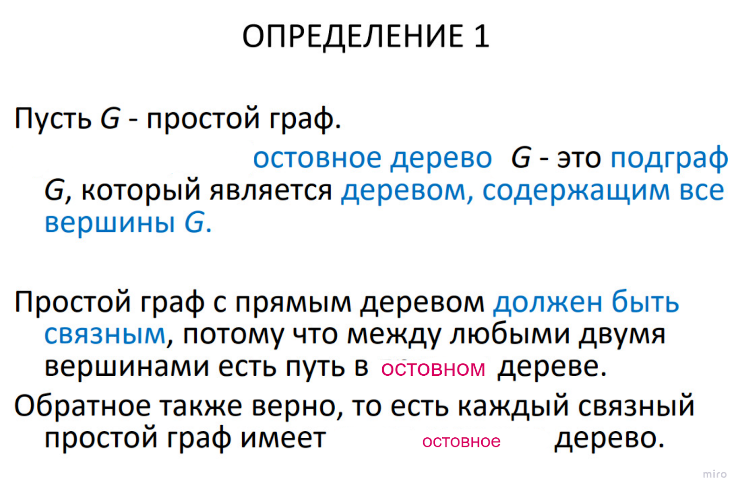 ОПРЕДЕЛЕНИЕ 1
Пусть G - простой граф.
остовное дерево G - это подграф
G, который является деревом, содержащим все
вершины G.
Простой граф с прямым деревом должен быть
связным, потому что между любыми двумя
вершинами есть путь в остовном дереве.
Обратное также верно, то есть каждый связный
простой граф имеет остовное дерево.
miro